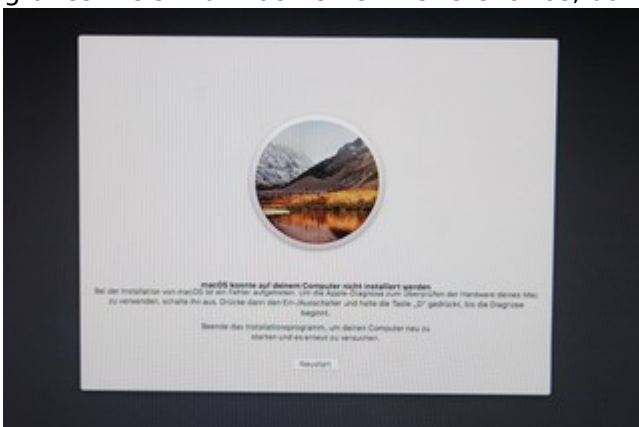 macOS konnte auf deinem Computer nicht installiert werden
Bei der Installation von macOS ist ein Fehler aufgetreten. Um die Apple-Diagnose zum Überprüfen der Hardware deines Mac
zu verwenden, schalte ihn aus. Drücke dann den Ein-/Ausschalter und halte die Taste „D“ gedrückt, bis die Diagnose
beginnt.
Beende das Installationsprogramm, um deinen Computer neu zu
starten und es erneut zu versuchen.
Neustart